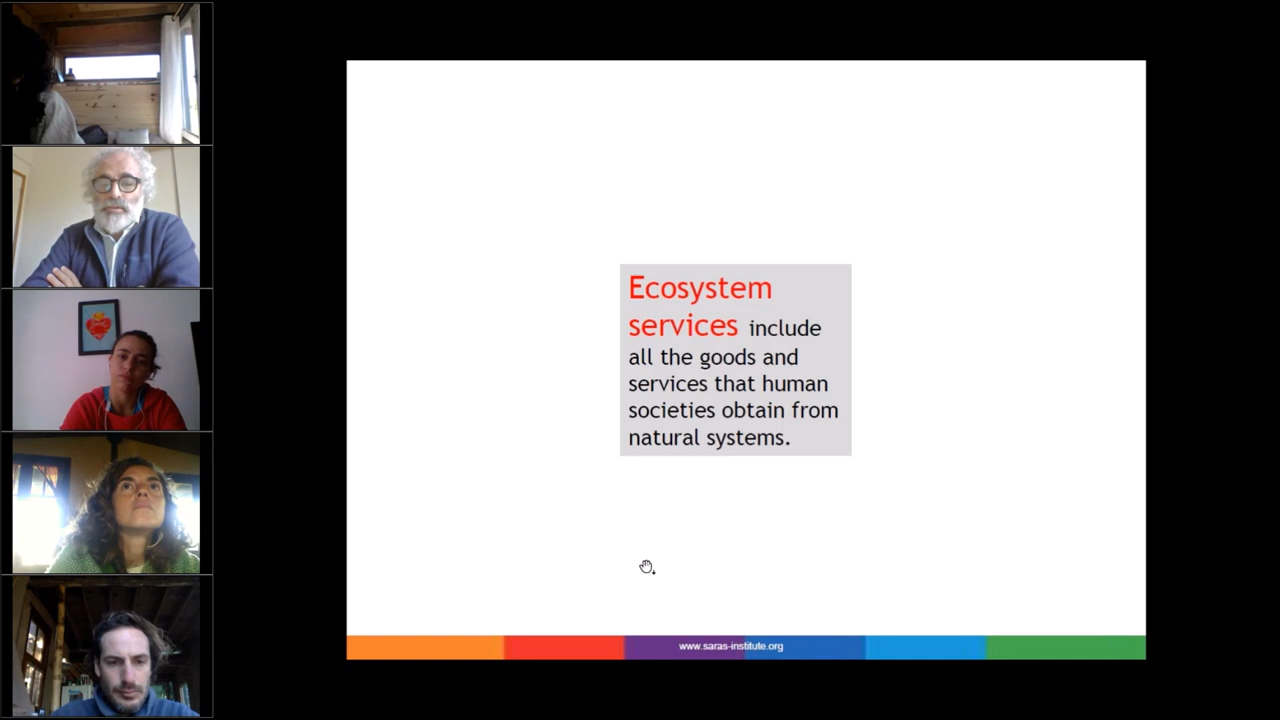 Ecosystem
services include
all the goods and
services that human
societies obtain from
natural systems.
www.saras-institute.org